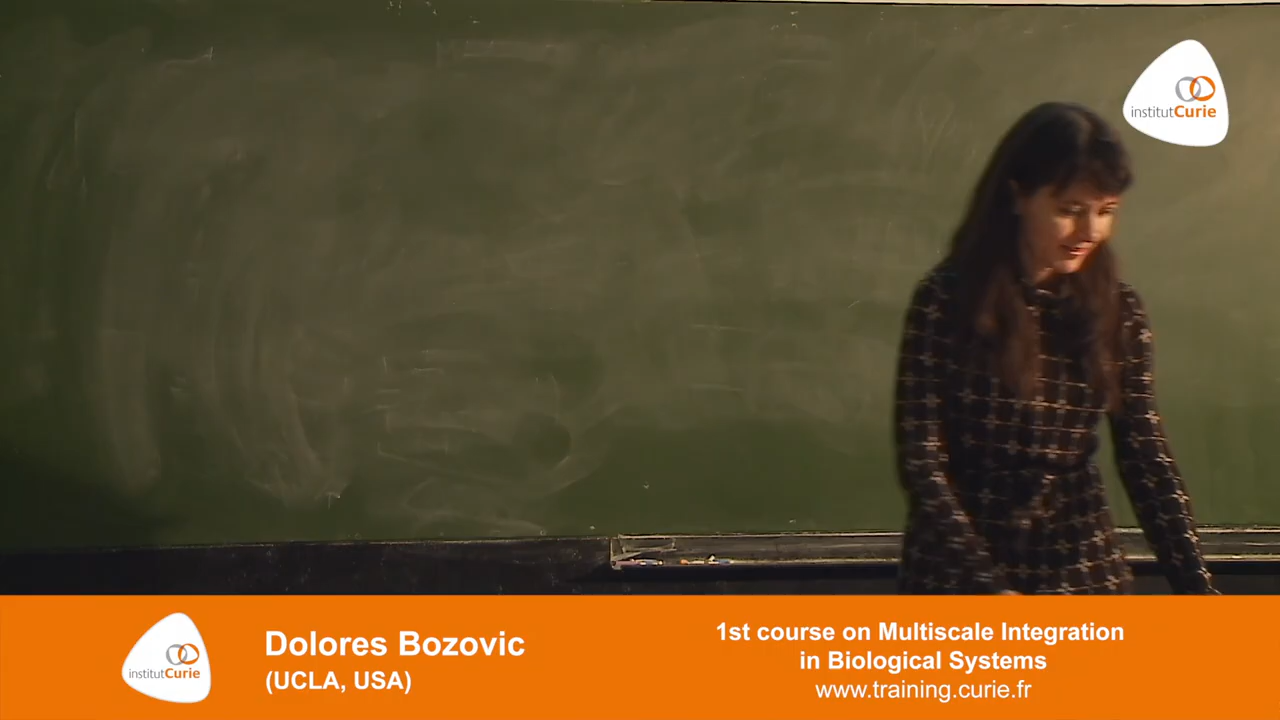 institutCurie
institutCurie
Dolores Bozovic
(UCLA, USA)
1st course on Multiscale Integration
in Biological Systems
www.training.curie.fr